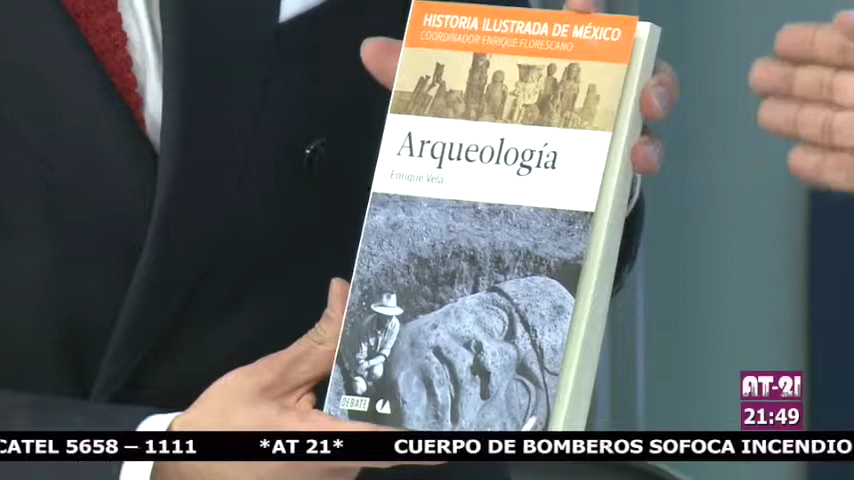 HISTORIA ILUSTRADA DE MÉXICO
COORDINADOR ENRIQUE FLORESCANO
Arqueología
Enrique Vela
DEBATE
AT-21
21:49
CATEL 5658 – 1111 *AT 21* CUERPO DE BOMBEROS SOFOCA INCENDIO